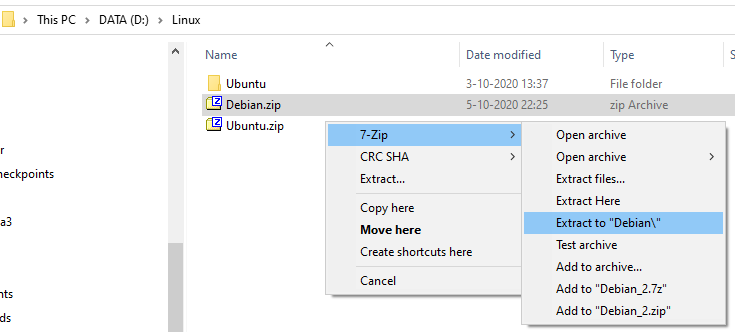 This PC > DATA (D:) > Linux
Name Date modified Type S
Ubuntu 3-10-2020 13:37 File folder
Debian.zip 5-10-2020 22:25 zip Archive
Ubuntu.zip
r
heckpoints
a3
nts
ds
7-Zip >
CRC SHA >
Extract...
Copy here
Move here
Create shortcuts here
Cancel
Open archive
Open archive >
Extract files...
Extract Here
Extract to "Debian\"
Test archive
Add to archive...
Add to "Debian_2.7z"
Add to "Debian_2.zip"